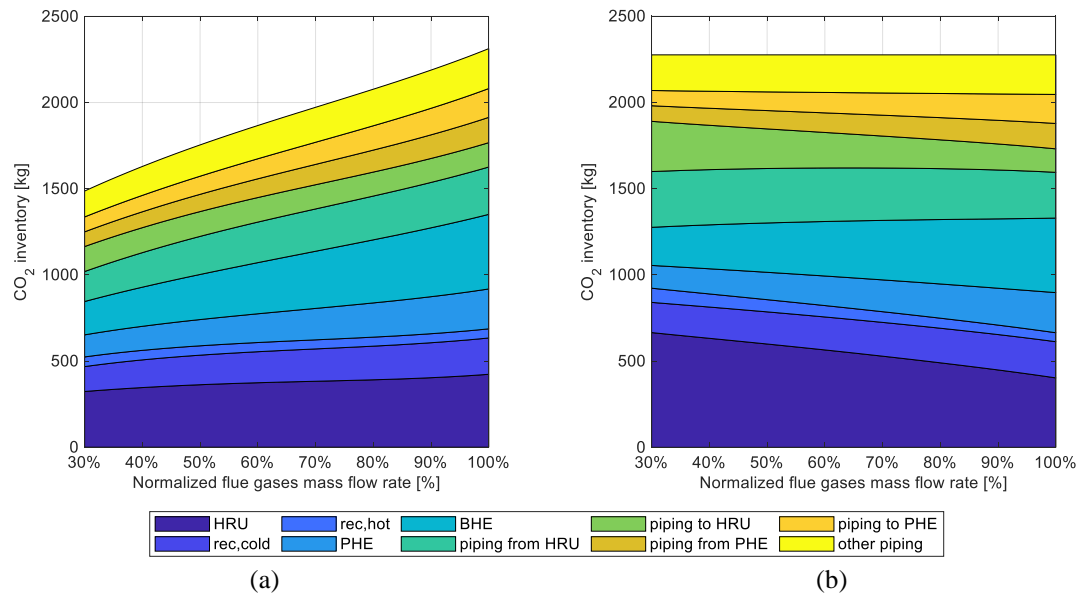 2500
2000
1500
1000
500
0
CO2 inventory [kg]
30% 40% 50% 60% 70% 80% 90% 100%
Normalized flue gases mass flow rate [%]
2500
2000
1500
1000
500
0
CO2 inventory [kg]
30% 40% 50% 60% 70% 80% 90% 100%
Normalized flue gases mass flow rate [%]
HRU rec,hot BHE piping to HRU piping to PHE
rec,cold PHE piping from HRU piping from PHE other piping
(a) (b)